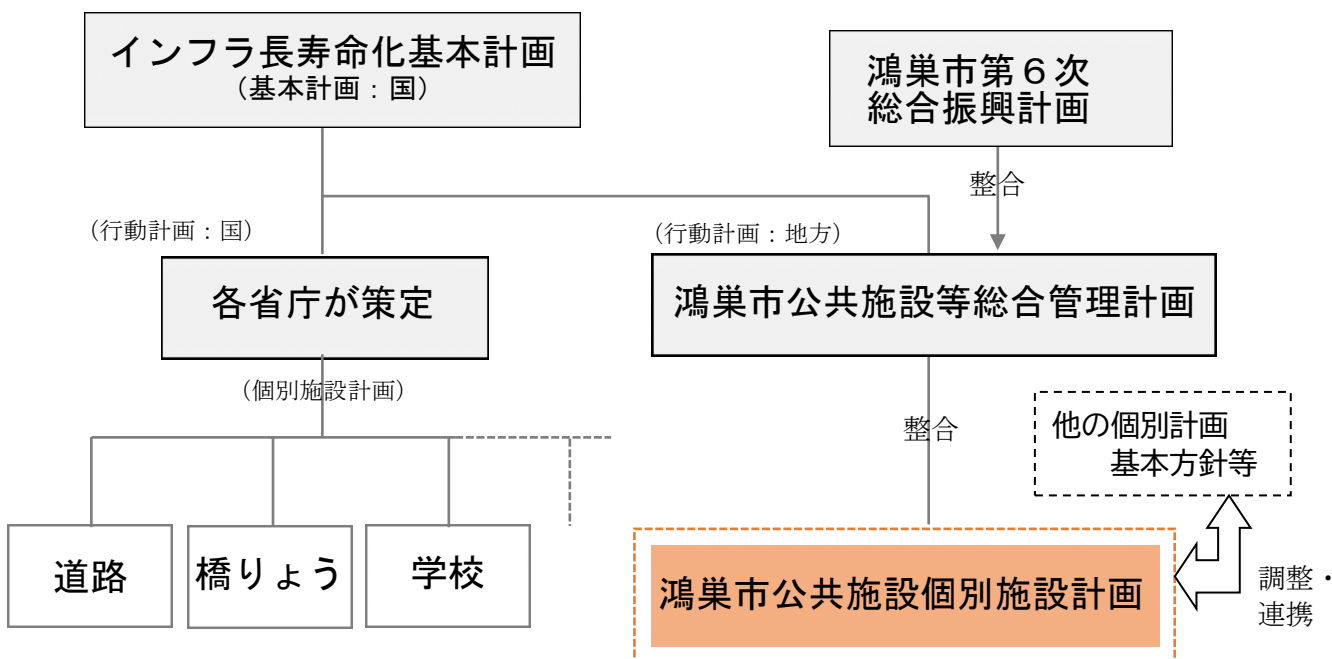 インフラ長寿命化基本計画
（基本計画：国）
鴻巣市第６次
総合振興計画
整合
（行動計画：国）
（行動計画：地方）
各省庁が策定
鴻巣市公共施設等総合管理計画
（個別施設計画）
整合
他の個別計画
基本方針等
道路
橋りょう
学校
鴻巣市公共施設個別施設計画
調整・
連携